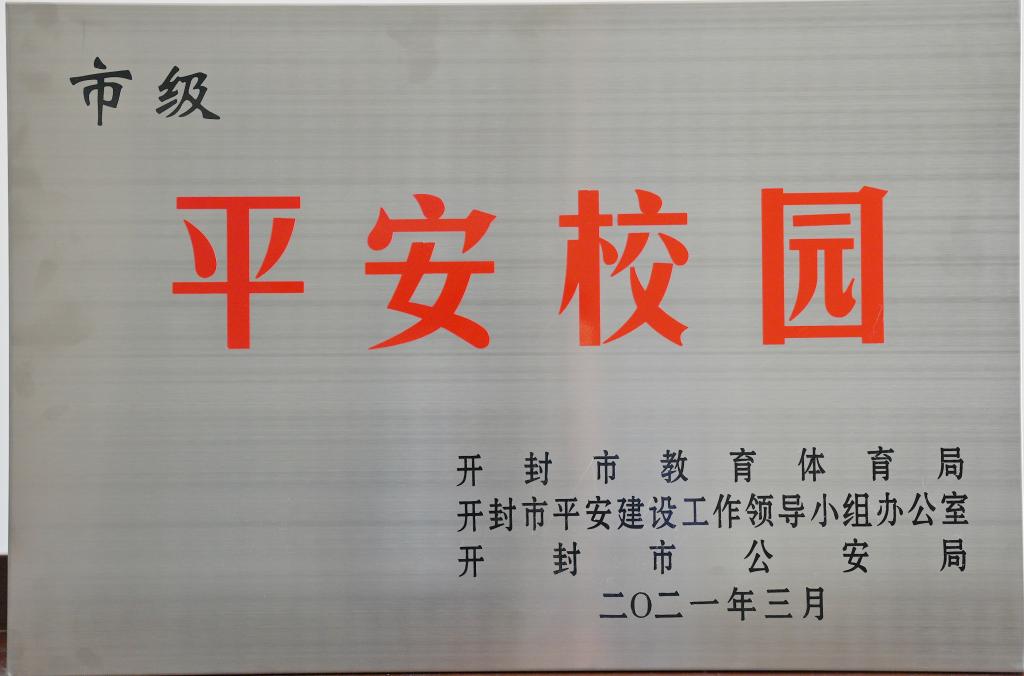 市级
平安校园
开封市教育体育局
开封市平安建设工作领导小组办公室
开封市公安局
二〇二一年三月